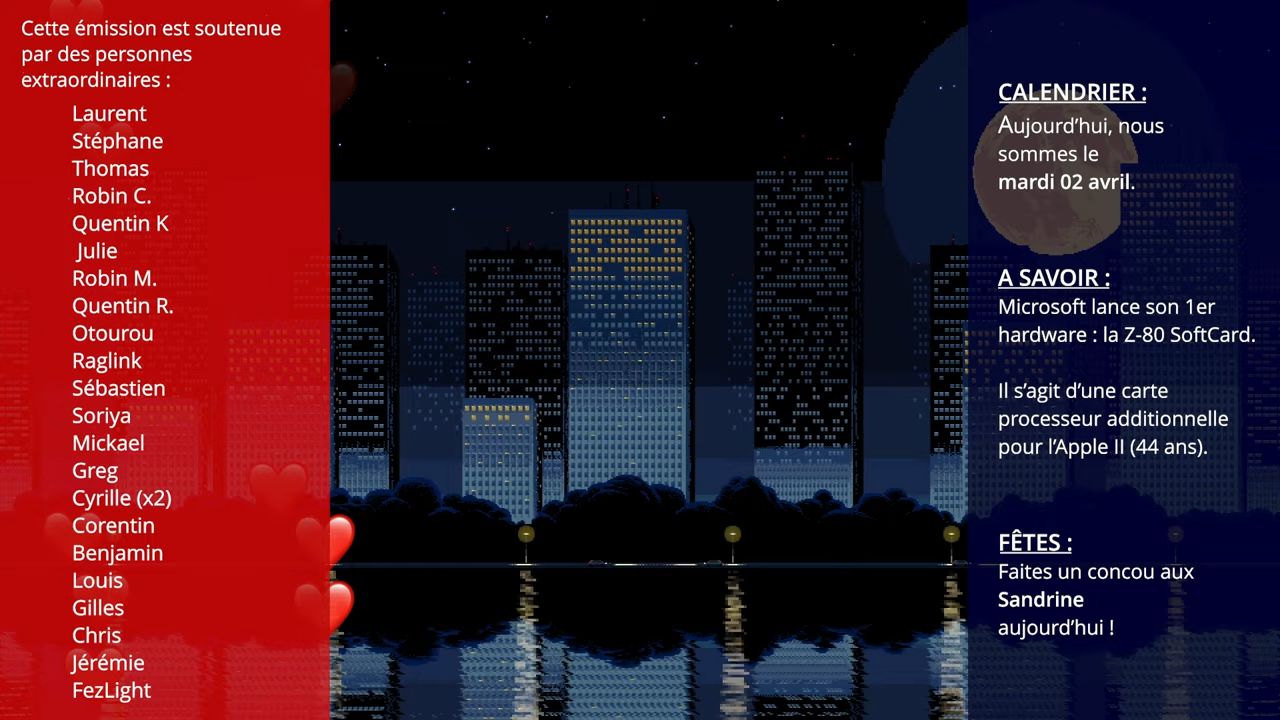 Cette émission est soutenue
par des personnes
extraordinaires :
Laurent
Stéphane
Thomas
Robin C.
Quentin K
Julie
Robin M.
Quentin R.
Otourou
Raglink
Sébastien
Soriya
Mickael
Greg
Cyrille (x2)
Corentin
Benjamin
Louis
Gilles
Chris
Jérémie
FezLight
CALENDRIER :
Aujourd’hui, nous
sommes le
mardi 02 avril.
A SAVOIR :
Microsoft lance son 1er
hardware : la Z-80 SoftCard.
Il s’agit d’une carte
processeur additionnelle
pour l’Apple II (44 ans).
FÊTES :
Faites un concou aux
Sandrine
aujourd’hui !